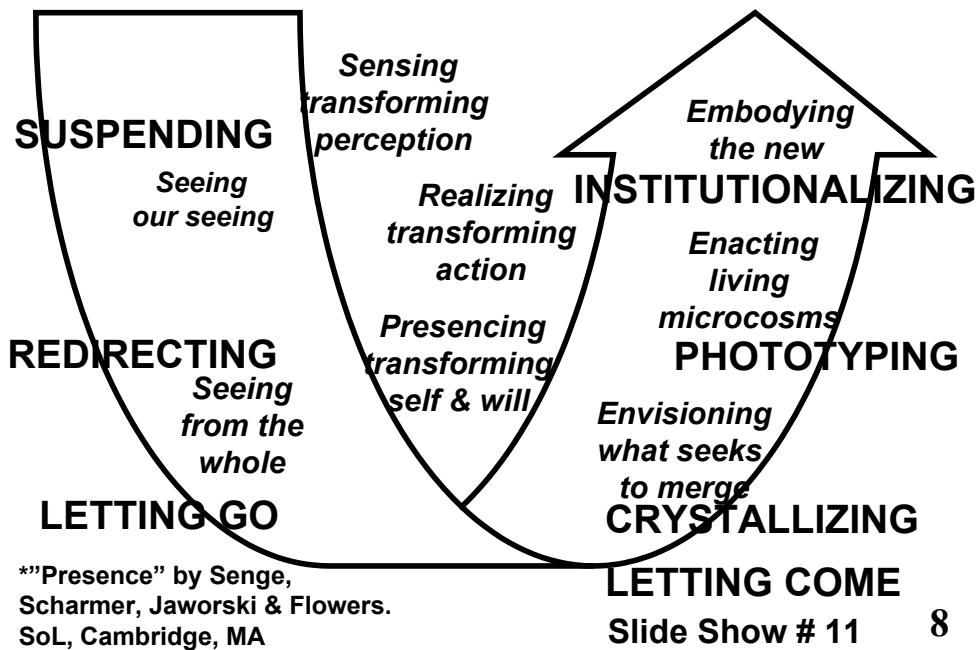 SUSPENDING
Seeing
our seeing
REDIRECTING
Seeing
from the
whole
LETTING GO
Sensing
transforming
perception
Realizing
transforming
action
Presencing
transforming
self & will
Embodying
the new
INSTITUTIONALIZING
Enacting
living
microcosms
PHOTOTYPING
Envisioning
what seeks
to merge
CRYSTALLIZING
LETTING COME
*”Presence” by Senge,
Scharmer, Jaworski & Flowers.
SoL, Cambridge, MA
Slide Show # 11
8